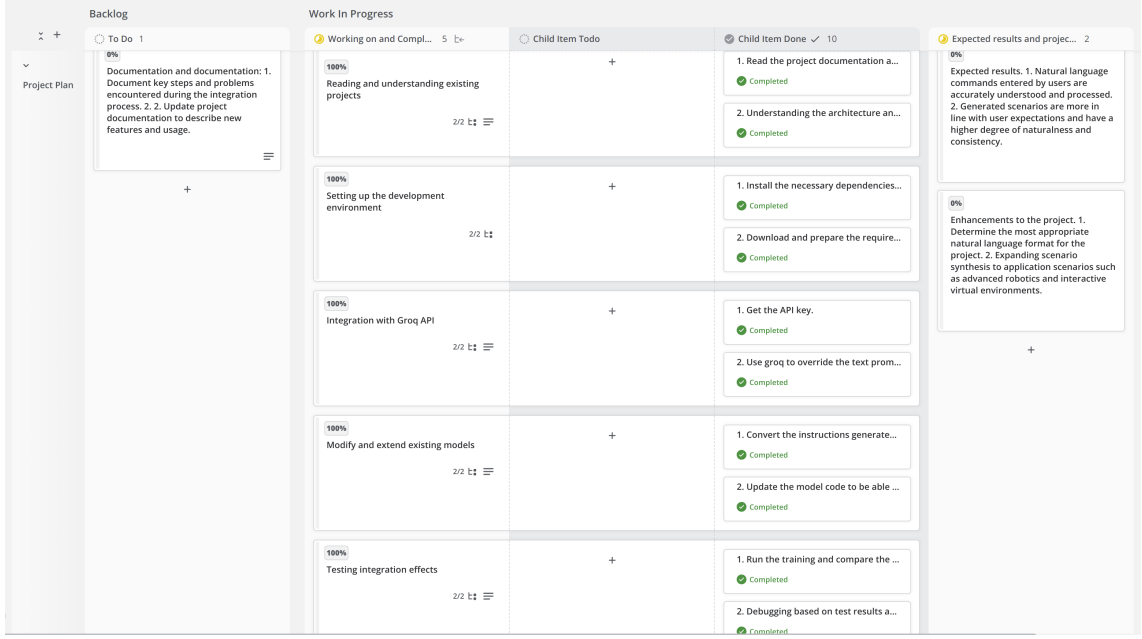 Backlog
Work In Progress
To Do 1
Working on and Compl... 5
Child Item Todo
Child Item Done 10
Expected results and projec... 2
Project Plan
0%
Documentation and documentation: 1.
Document key steps and problems
encountered during the integration
process. 2. 2. Update project
documentation to describe new
features and usage.
100%
Reading and understanding existing
projects
2/2
1. Read the project documentation a...
Completed
2. Understanding the architecture an...
Completed
100%
Setting up the development
environment
2/2
1. Install the necessary dependencies...
Completed
2. Download and prepare the require...
Completed
100%
Integration with Groq API
2/2
1. Get the API key.
Completed
2. Use groq to override the text prom...
Completed
100%
Modify and extend existing models
2/2
1. Convert the instructions generate...
Completed
2. Update the model code to be able ...
Completed
100%
Testing integration effects
2/2
1. Run the training and compare the ...
Completed
2. Debugging based on test results a...
Completed
0%
Expected results. 1. Natural language
commands entered by users are
accurately understood and processed.
2. Generated scenarios are more in
line with user expectations and have a
higher degree of naturalness and
consistency.
0%
Enhancements to the project. 1.
Determine the most appropriate
natural language format for the
project. 2. Expanding scenario
synthesis to application scenarios such
as advanced robotics and interactive
virtual environments.